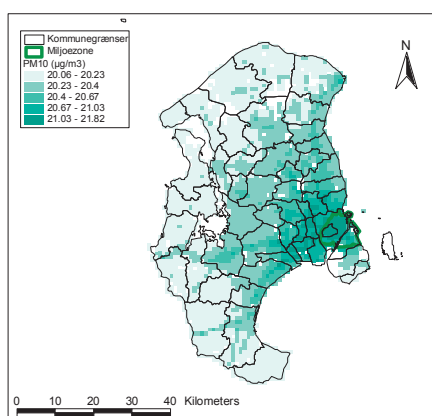 Kommunegrænser
Miljoezone
PM10 (µg/m3)
20.06 - 20.23
20.23 - 20.4
20.4 - 20.67
20.67 - 21.03
21.03 - 21.82
N
0 10 20 30 40 Kilometers